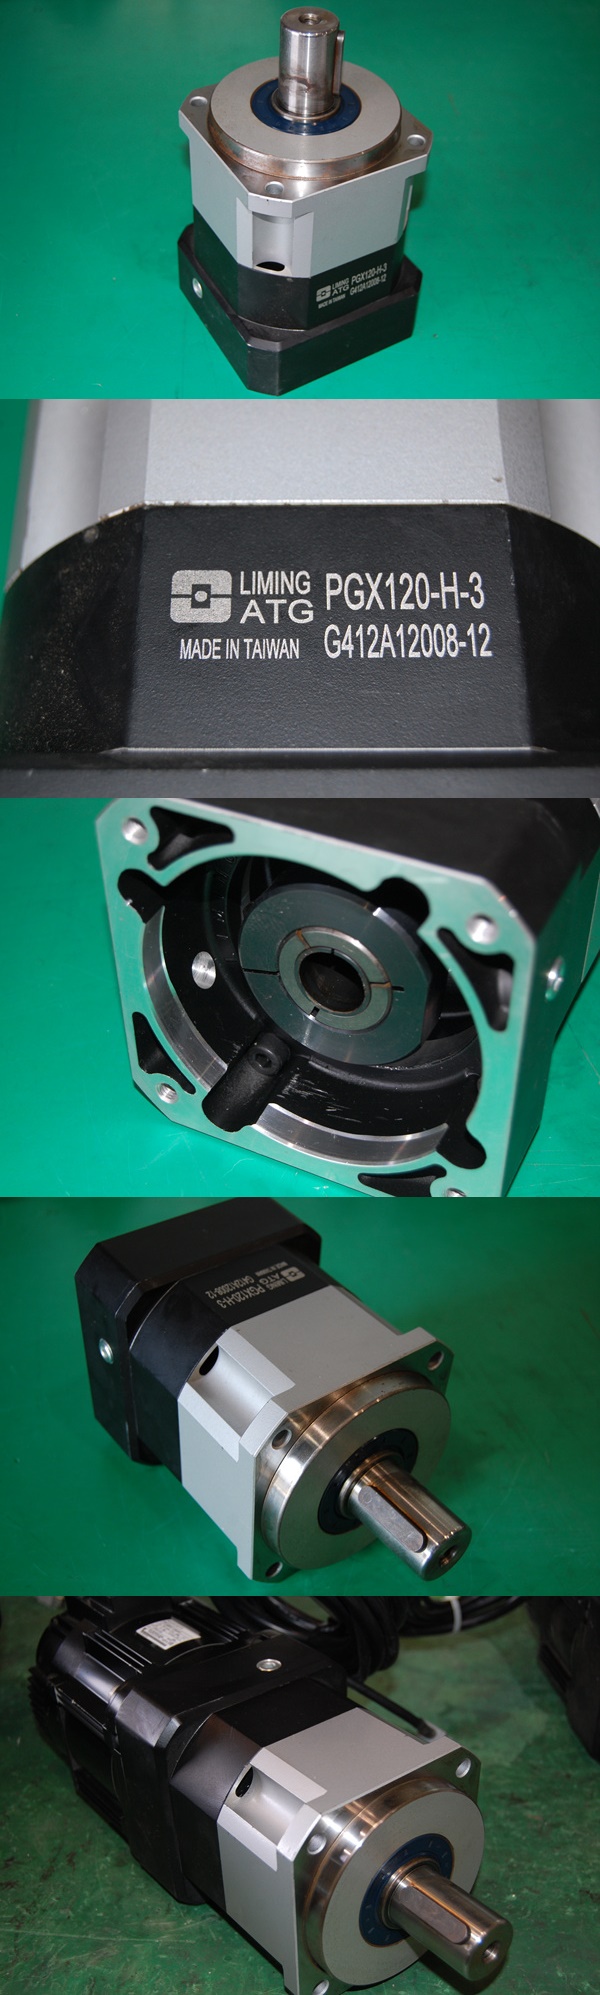 LIMING PGX120-H-3
ATG G412A12008-12
MADE IN TAIWAN
LIMING
ATG
PGX120-H-3
MADE IN TAIWAN
G412A12008-12
LIMING PGX120-H-3
ATG G412A12008-12
MADE IN TAIWAN